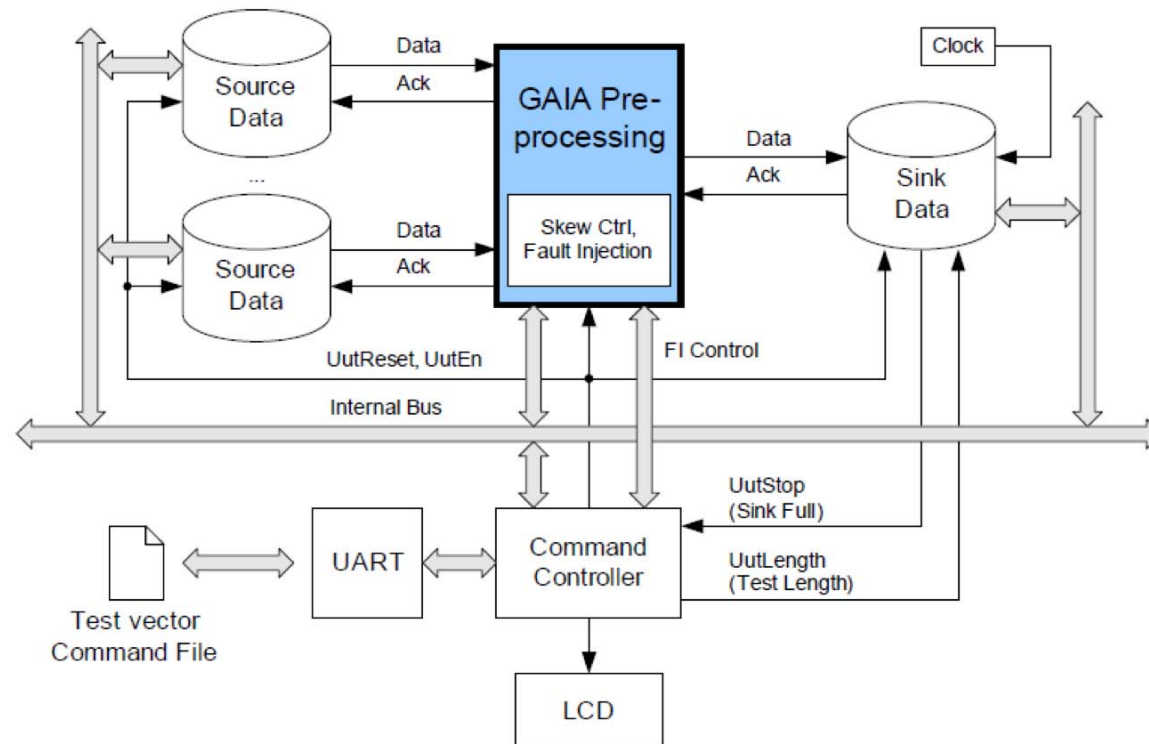 Source
Data
...
Source
Data
Data
Ack
Data
Ack
GAIA Pre-
processing
Skew Ctrl,
Fault Injection
Data
Ack
Clock
Sink
Data
UutReset, UutEn
FI Control
Internal Bus
UutStop
(Sink Full)
UutLength
(Test Length)
Test vector
Command File
UART
Command
Controller
LCD